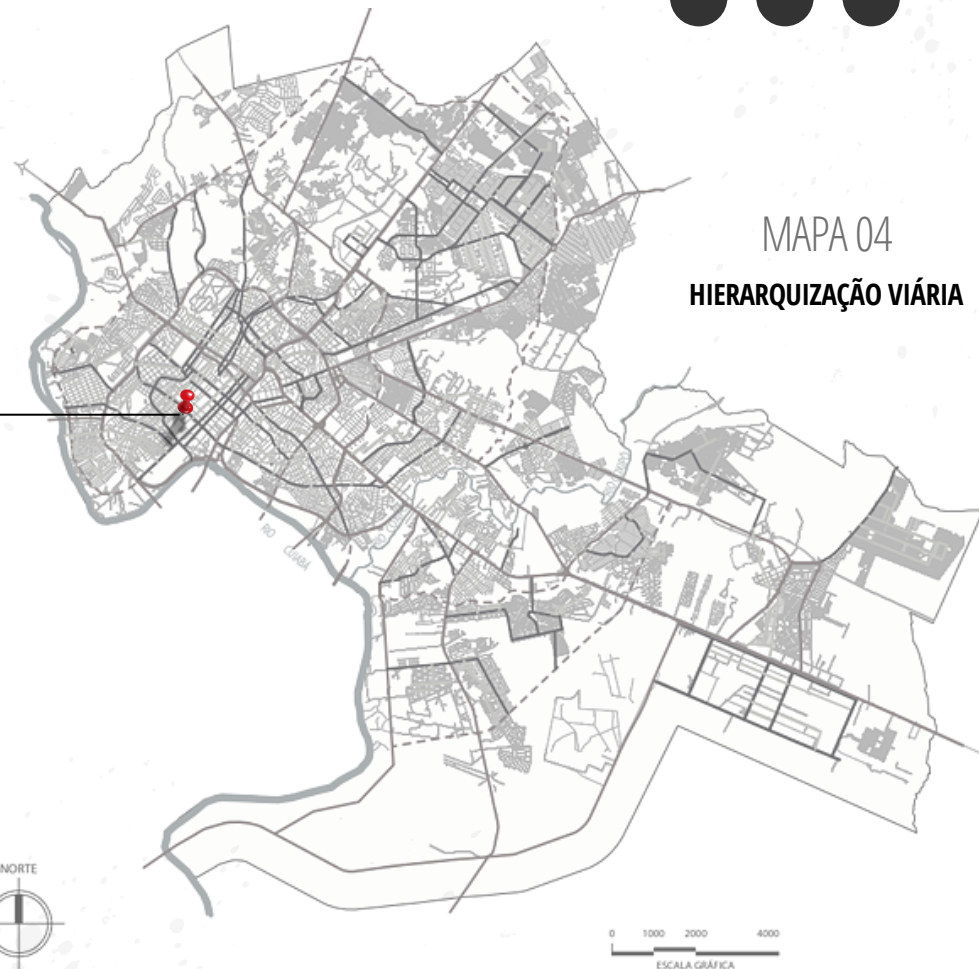 MAPA 04
HIERARQUIZAÇÃO VIÁRIA
RIO CUIABÁ
NORTE
0 1000 2000 4000
ESCALA GRÁFICA